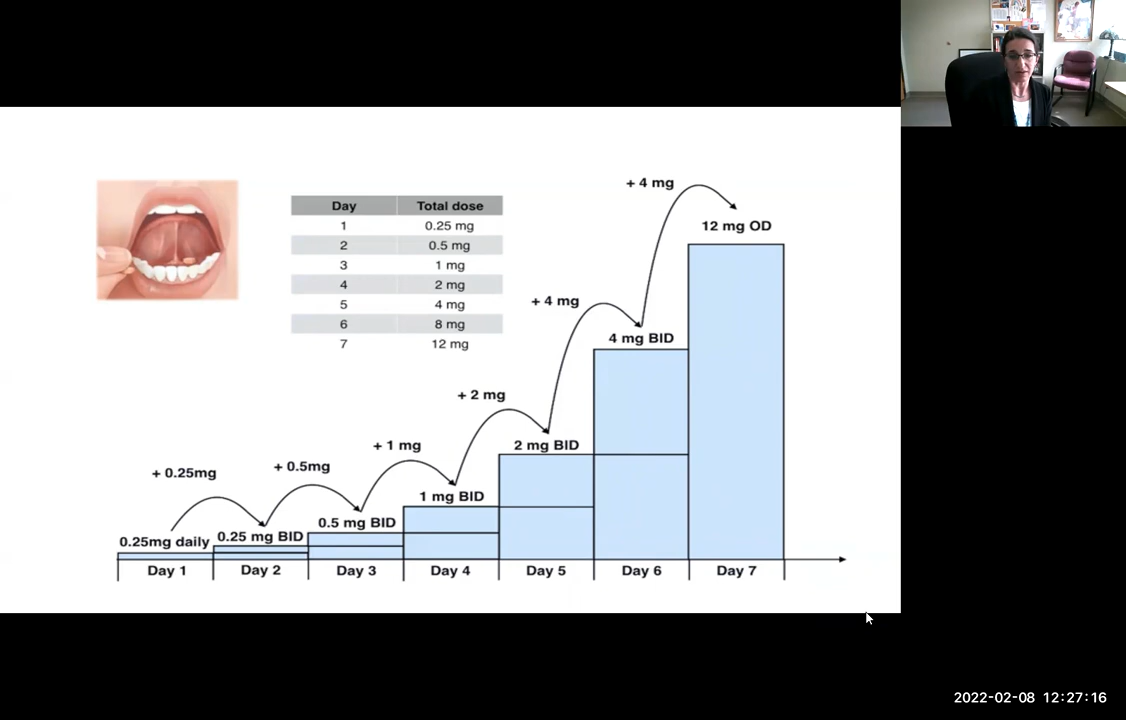 + 4 mg
12 mg OD
Day Total dose
1 0.25 mg
2 0.5 mg
3 1 mg
4 2 mg
5 4 mg
6 8 mg
7 12 mg
+ 4 mg
4 mg BID
+ 2 mg
2 mg BID
+ 1 mg
1 mg BID
+ 0.5mg
0.5 mg BID
+ 0.25mg
0.25 mg BID
0.25mg daily
Day 1 Day 2 Day 3 Day 4 Day 5 Day 6 Day 7
2022-02-08 12:27:16